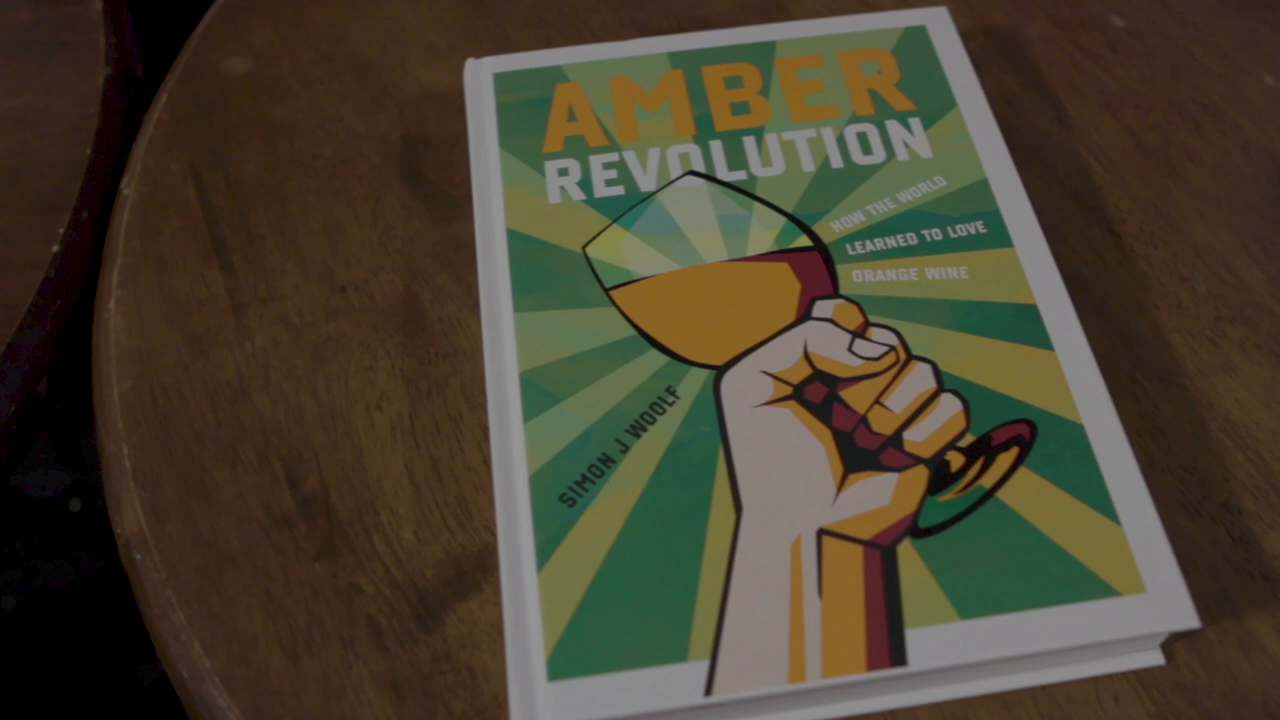 AMBER
REVOLUTION
HOW THE WORLD
LEARNED TO LOVE
ORANGE WINE
SIMON J WOOLF